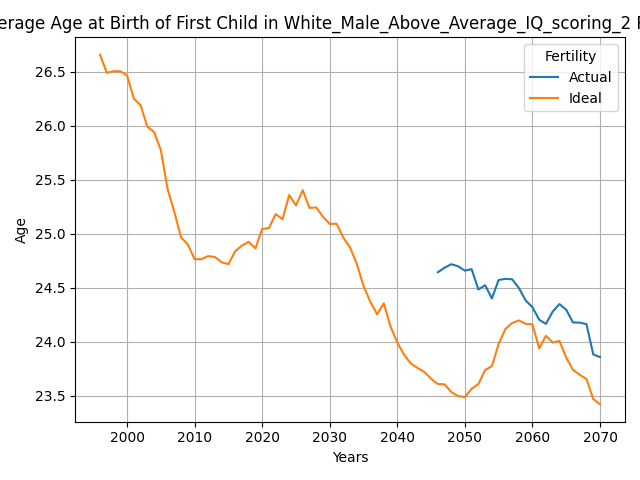 erage Age at Birth of First Child in White_Male_Above_Average_IQ_scoring_2
Fertility
Actual
Ideal
26.5
26.0
25.5
25.0
24.5
24.0
23.5
Age
2000 2010 2020 2030 2040 2050 2060 2070
Years